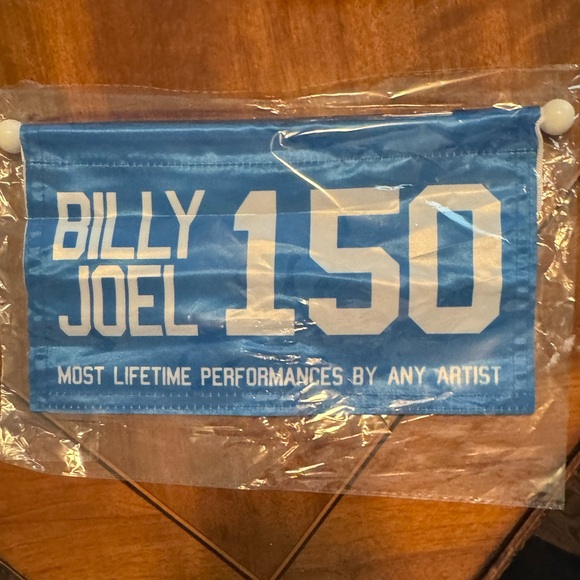 BILLY
JOEL
150
MOST LIFETIME PERFORMANCES BY ANY ARTIST